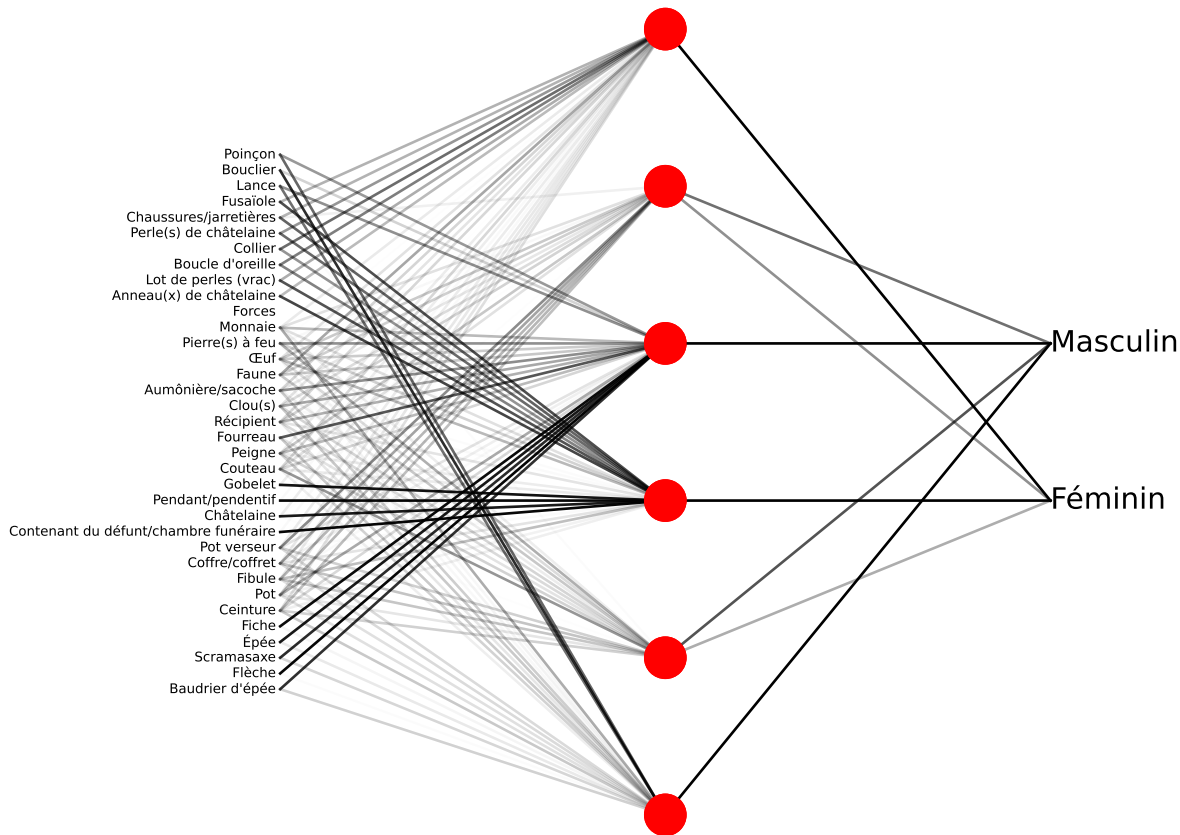 Poinçon
Bouclier
Lance
Fusaïole
Chaussures/jarretières
Perle(s) de châtelaine
Collier
Boucle d'oreille
Lot de perles (vrac)
Anneau(x) de châtelaine
Forces
Monnaie
Pierre(s) à feu
Œuf
Faune
Aumônière/sacoche
Clou(s)
Récipient
Fourreau
Peigne
Couteau
Gobelet
Pendant/pendentif
Châtelaine
Contenant du défunt/chambre funéraire
Pot verseur
Coffre/coffret
Fibule
Pot
Ceinture
Fiche
Épée
Scramasaxe
Flèche
Baudrier d'épée
Masculin
Féminin